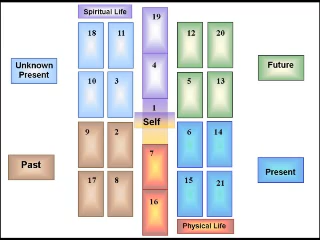 Spiritual Life
19
18 11
12 20
Unknown
Present
Future
4
10 3
5 13
1
Self
9 2
6 14
7
Past
Present
17 8
15 21
16
Physical Life